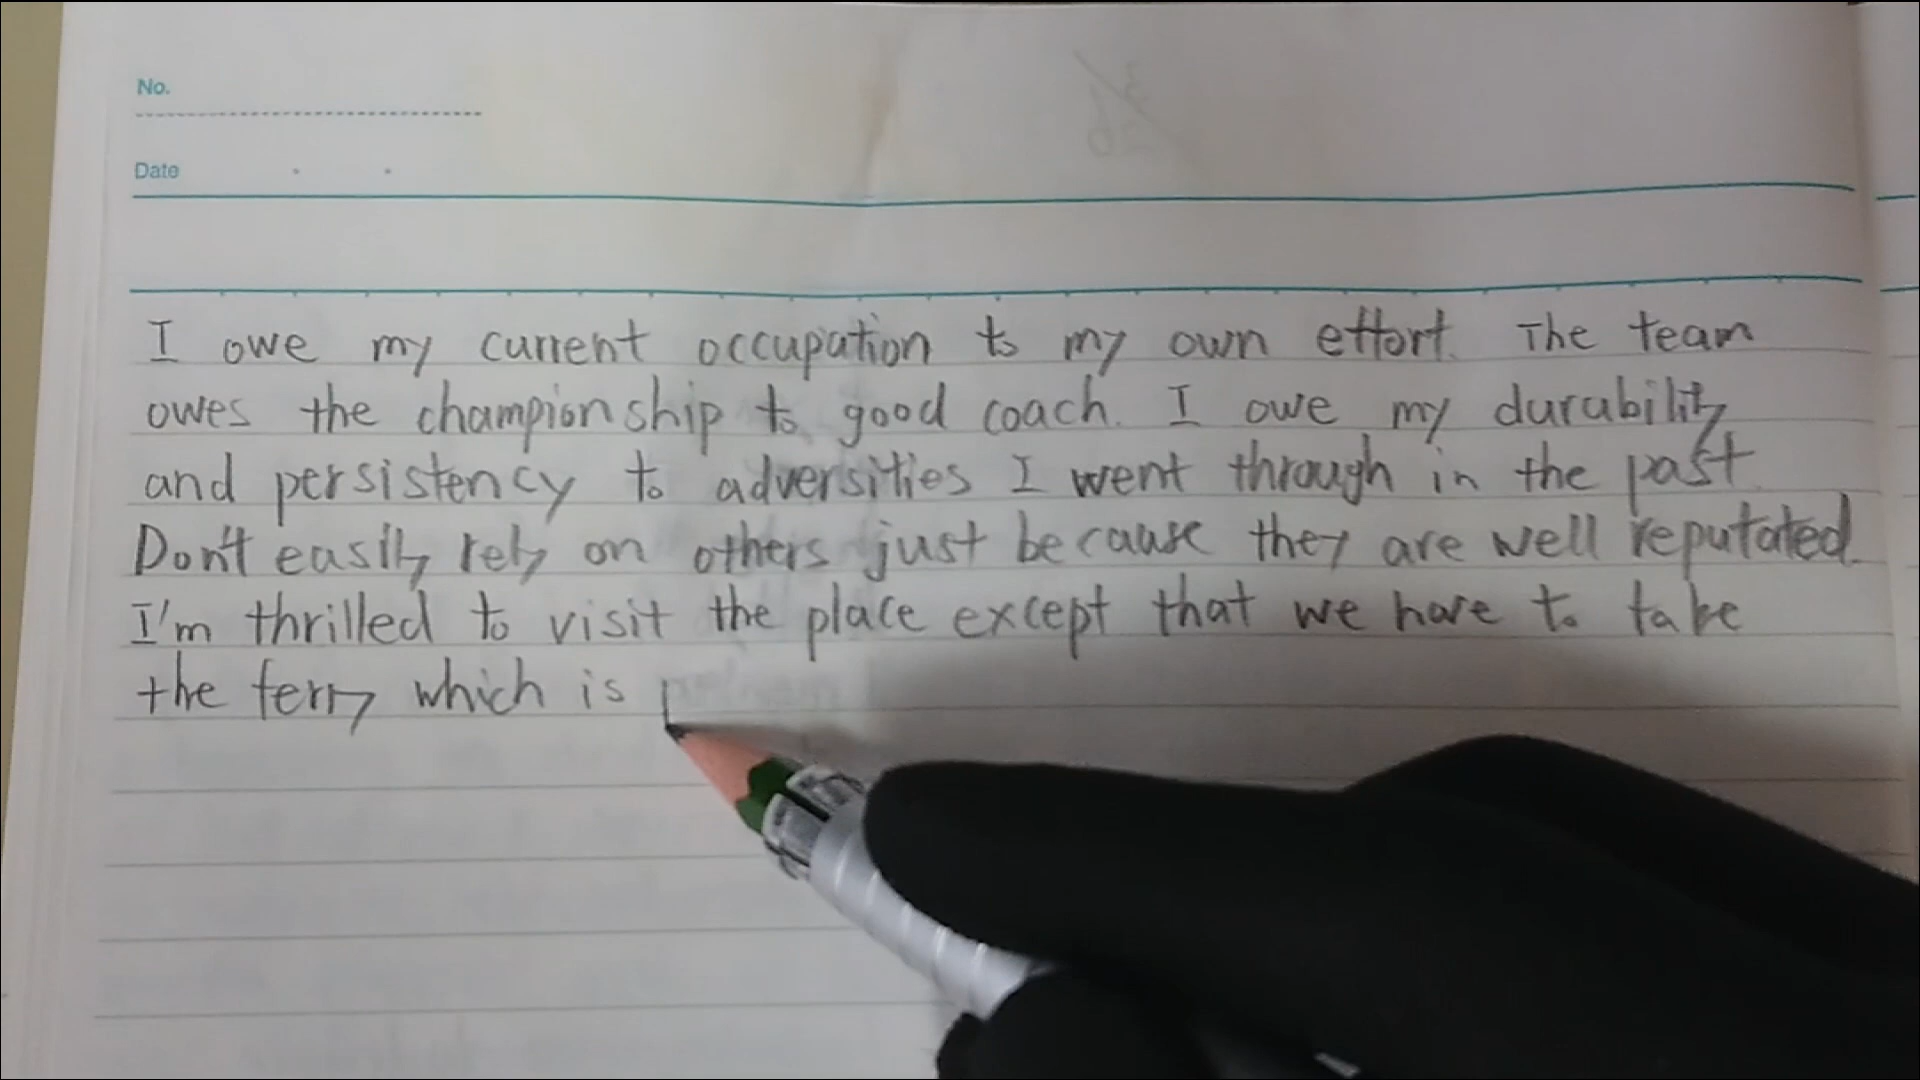 No.
Date
I owe my current occupation to my own effort. The team
owes the championship to good coach. I owe my durability
and persistency to adversities I went through in the past.
Don't easily rely on others just because they are well reputated.
I'm thrilled to visit the place except that we have to take
the ferry which is